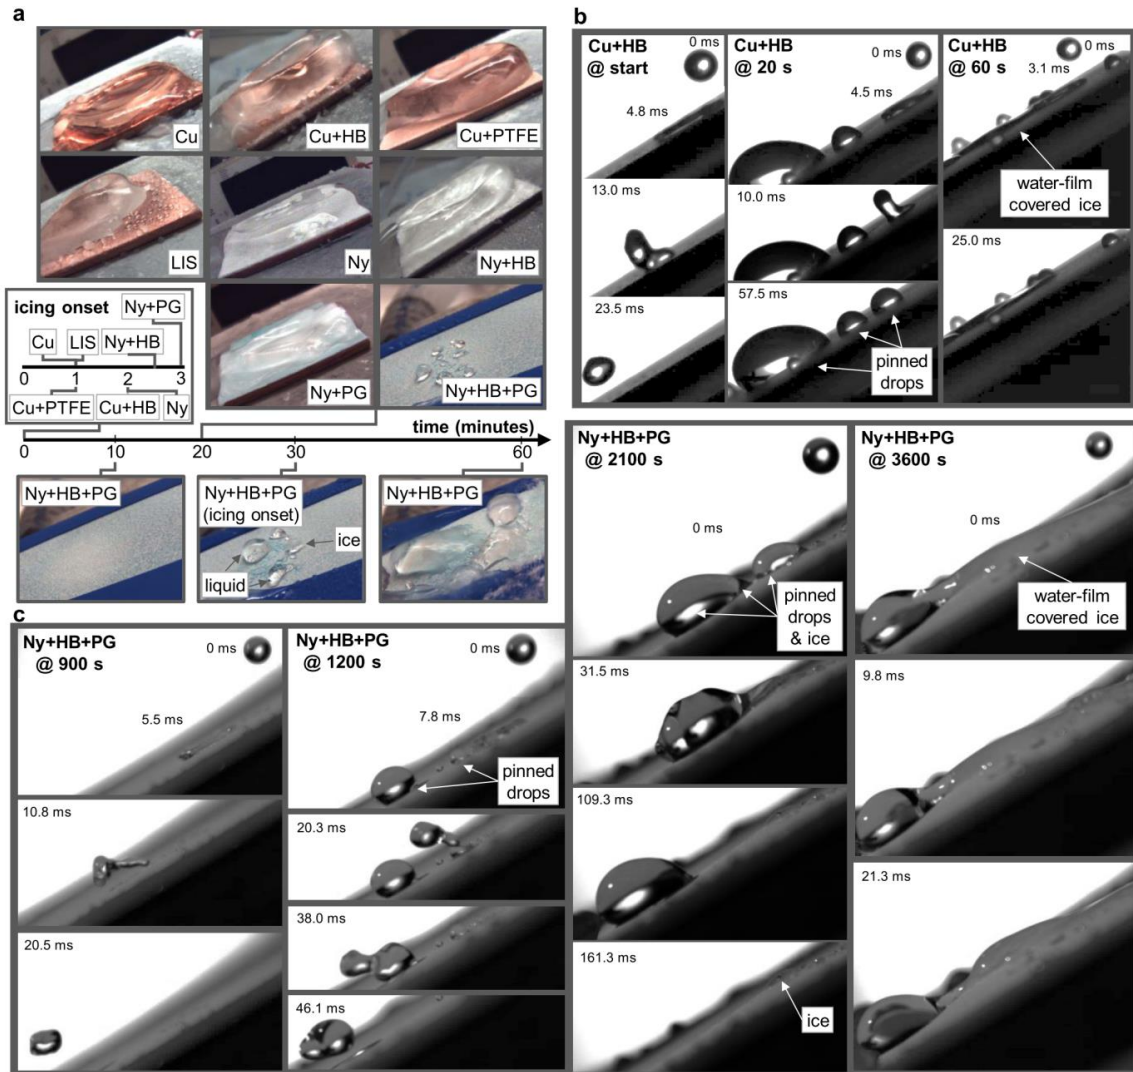 a
Cu
Cu+HB
Cu+PTFE
LIS
Ny
Ny+HB
icing onset
Ny+PG
Cu
LIS
Ny+HB
0
1
2
3
Cu+PTFE
Cu+HB
Ny
Ny+PG
Ny+HB+PG
time (minutes)
0
10
20
30
60
Ny+HB+PG
Ny+HB+PG
(icing onset)
ice
liquid
Ny+HB+PG
b
Cu+HB
@ start
0 ms
4.8 ms
13.0 ms
23.5 ms
Cu+HB
@ 20 s
0 ms
4.5 ms
10.0 ms
57.5 ms
pinned
drops
Cu+HB
@ 60 s
0 ms
3.1 ms
water-film
covered ice
25.0 ms
c
Ny+HB+PG
@ 900 s
0 ms
5.5 ms
10.8 ms
20.5 ms
Ny+HB+PG
@ 1200 s
0 ms
7.8 ms
pinned
drops
20.3 ms
38.0 ms
46.1 ms
Ny+HB+PG
@ 2100 s
0 ms
pinned
drops
& ice
31.5 ms
109.3 ms
161.3 ms
ice
Ny+HB+PG
@ 3600 s
0 ms
water-film
covered ice
9.8 ms
21.3 ms